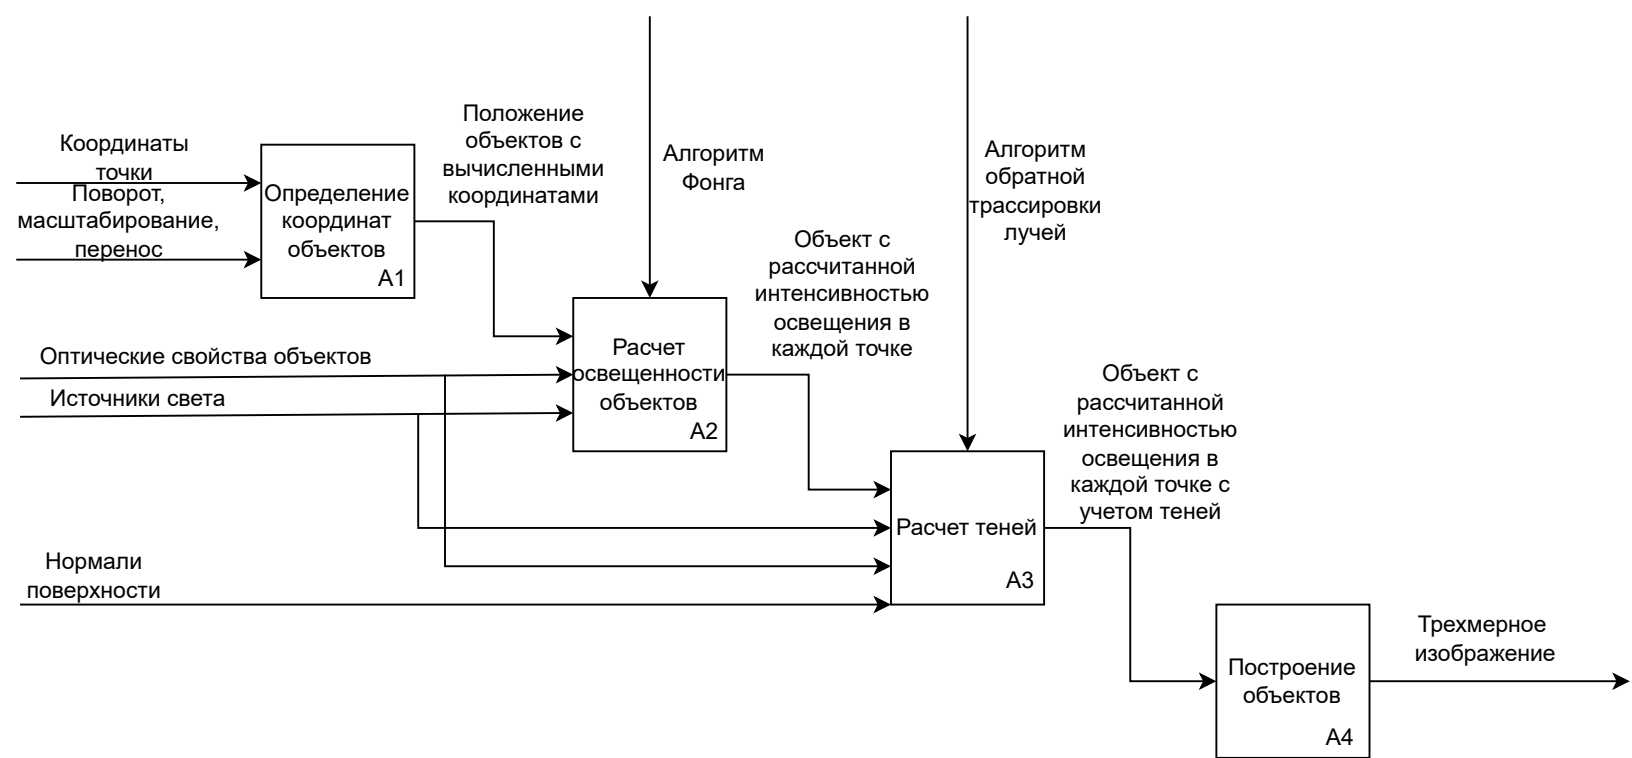 Координаты
точки
Поворот,
масштабирование,
перенос
Определение
координат
объектов
A1
Положение
объектов с
вычисленными
координатами
Алгоритм
Фонга
Алгоритм
обратной
трассировки
лучей
Оптические свойства объектов
Источники света
Расчет
освещенности
объектов
A2
Объект с
рассчитанной
интенсивностью
освещения в
каждой точке
Нормали
поверхности
Расчет теней
A3
Объект с
рассчитанной
интенсивностью
освещения в
каждой точке с
учетом теней
Построение
объектов
A4
Трехмерное
изображение